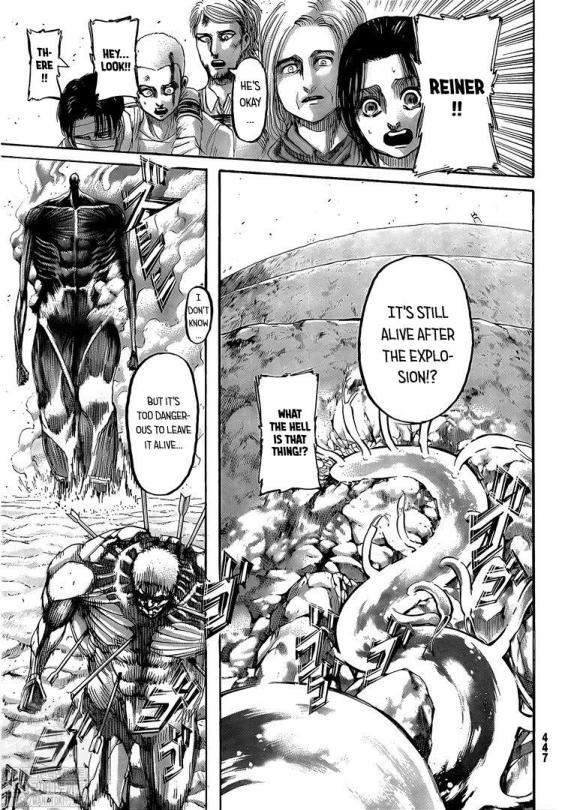 REINER
!!
HE'S
OKAY
...
HEY...
LOOK!!
TH-
ERE
!!
IT'S STILL
ALIVE AFTER
THE EXPLO-
SION!?
WHAT
THE HELL
IS THAT
THING!?
I
DON'T
KNOW
...
BUT IT'S
TOO DANGER-
OUS TO LEAVE
IT ALIVE...
447